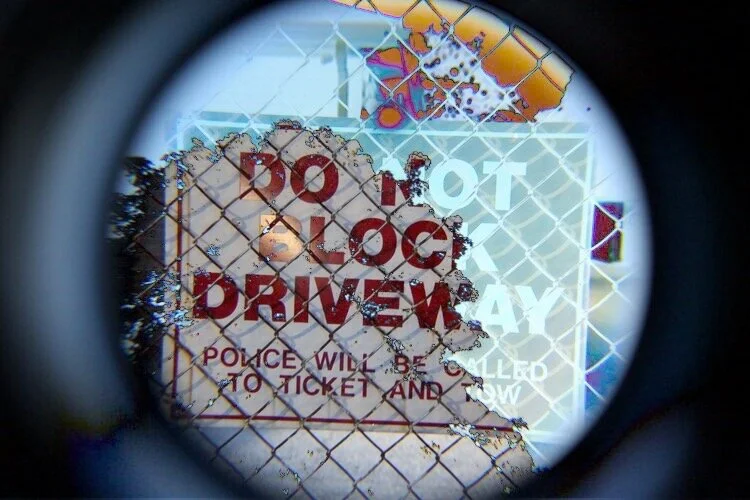 DO NOT
BLOCK
DRIVEWAY
POLICE WILL BE CALLED
TO TICKET AND TOW